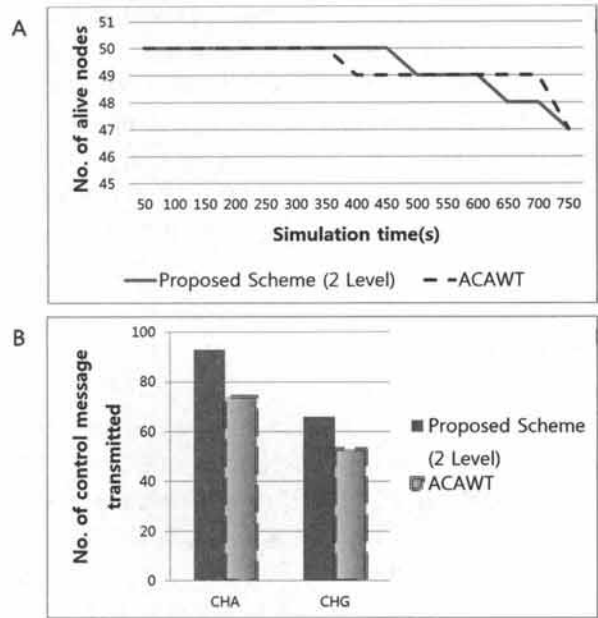 A
No. of alive nodes
51
50
49
48
47
46
45
50 100 150 200 250 300 350 400 450 500 550 600 650 700 750
Simulation time(s)
Proposed Scheme (2 Level) ACAWT
B
No. of control message
transmitted
100
80
60
40
20
0
CHA CHG
Proposed Scheme
(2 Level)
ACAWT